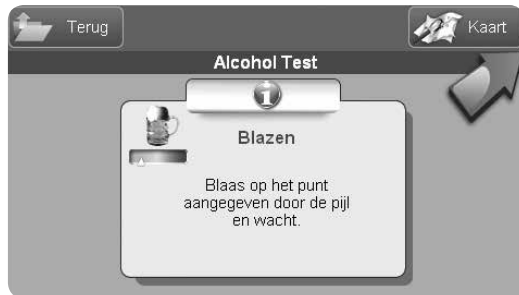 Terug
Kaart
Alcohol Test
Blazen
Blaas op het punt
aangegeven door de pijl
en wacht.